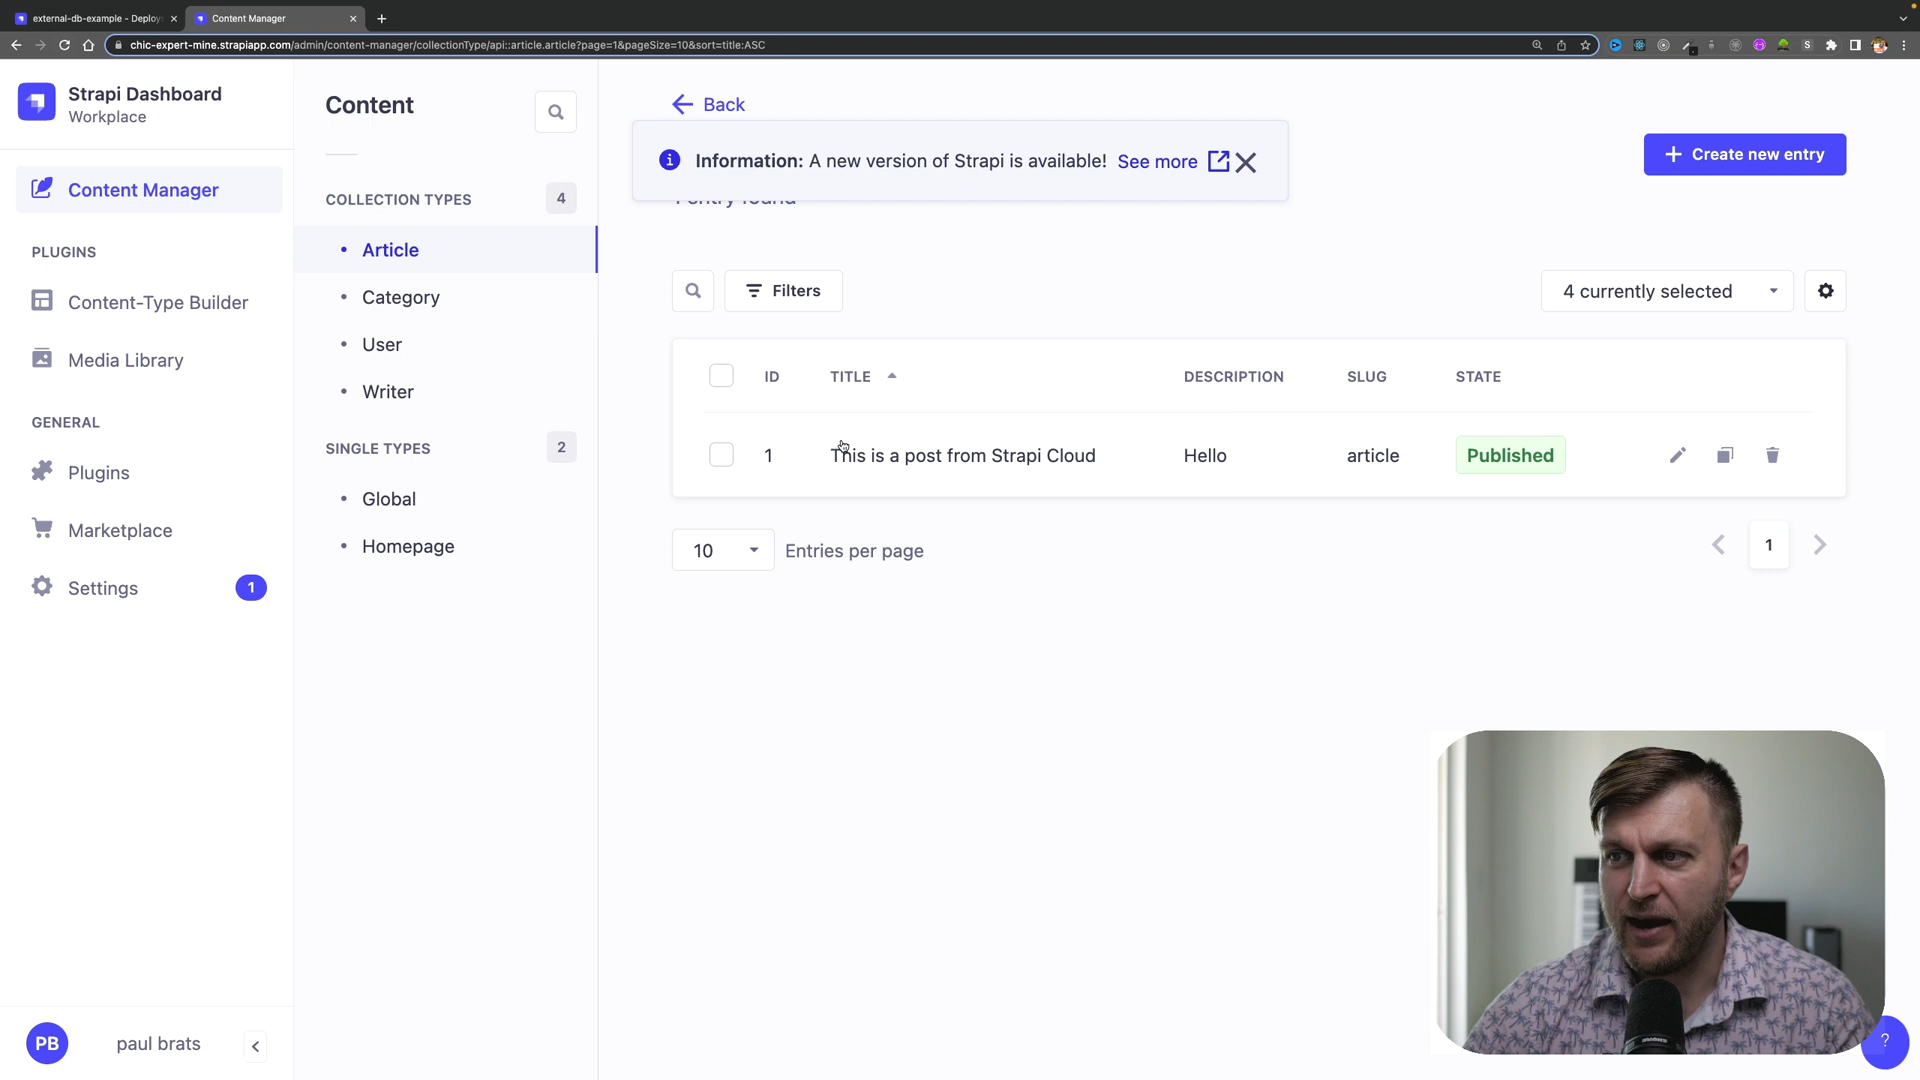 external-db-example - Deploy
Content Manager
chic-expert-mine.strapiapp.com/admin/content-manager/collectionType/api::article.article?page=1&pageSize=10&sort=title:ASC
Strapi Dashboard
Workplace
Content Manager
PLUGINS
Content-Type Builder
Media Library
GENERAL
Plugins
Marketplace
Settings 1
PB paul brats
Content
COLLECTION TYPES 4
Article
Category
User
Writer
SINGLE TYPES 2
Global
Homepage
Back
Information: A new version of Strapi is available! See more
1 entry found
Create new entry
Filters
4 currently selected
ID TITLE DESCRIPTION SLUG STATE
1 This is a post from Strapi Cloud Hello article Published
10 Entries per page
1
?